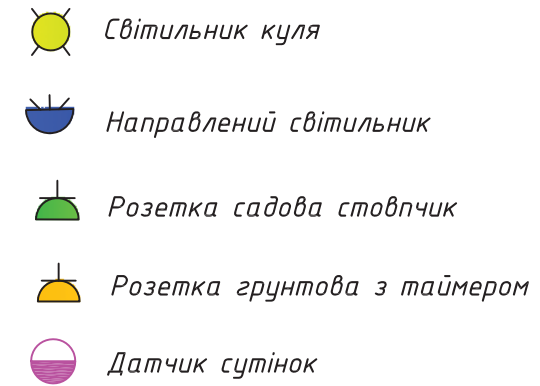 Світильник куля
Направлений світильник
Розетка садова стовпчик
Розетка грунтова з таймером
Датчик сутінок